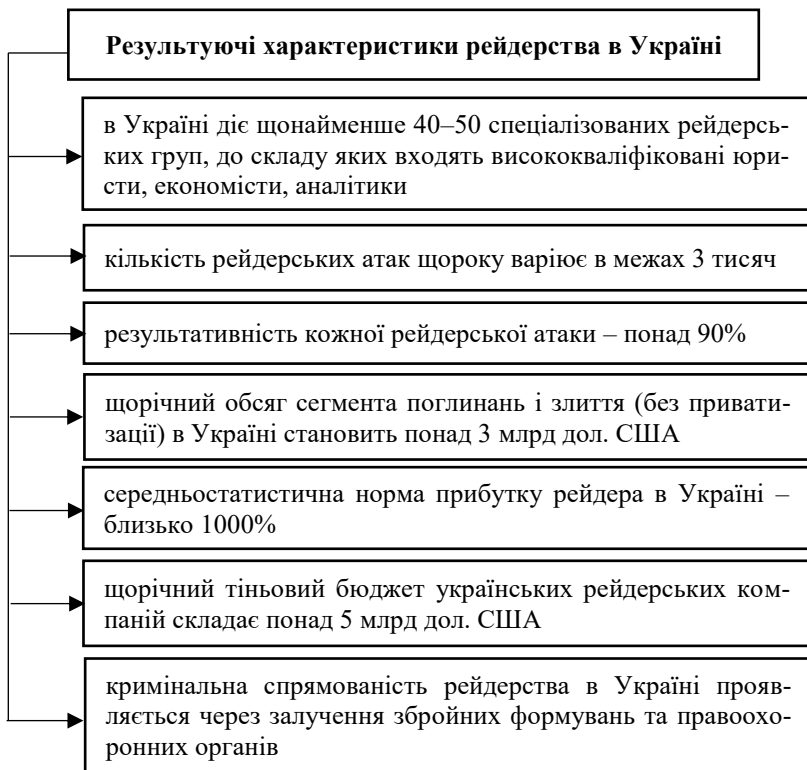 Результуючі характеристики рейдерства в Україні
в Україні діє щонайменше 40–50 спеціалізованих рейдерсь-
ких груп, до складу яких входять висококваліфіковані юри-
сти, економісти, аналітики
кількість рейдерських атак щороку варіює в межах 3 тисяч
результативність кожної рейдерської атаки – понад 90%
щорічний обсяг сегмента поглинань і злиття (без привати-
зації) в Україні становить понад 3 млрд дол. США
середньостатистична норма прибутку рейдера в Україні –
близько 1000%
щорічний тіньовий бюджет українських рейдерських ком-
паній складає понад 5 млрд дол. США
кримінальна спрямованість рейдерства в Україні прояв-
ляється через залучення збройних формувань та правоохо-
ронних органів